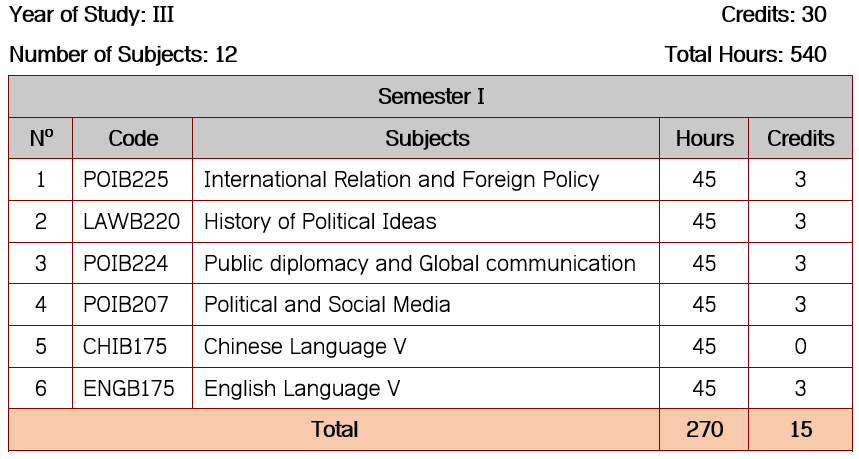 Year of Study: III Credits: 30
Number of Subjects: 12 Total Hours: 540
Semester I
Nº Code Subjects Hours Credits
1 POIB225 International Relation and Foreign Policy 45 3
2 LAWB220 History of Political Ideas 45 3
3 POIB224 Public diplomacy and Global communication 45 3
4 POIB207 Political and Social Media 45 3
5 CHIB175 Chinese Language V 45 0
6 ENGB175 English Language V 45 3
Total 270 15